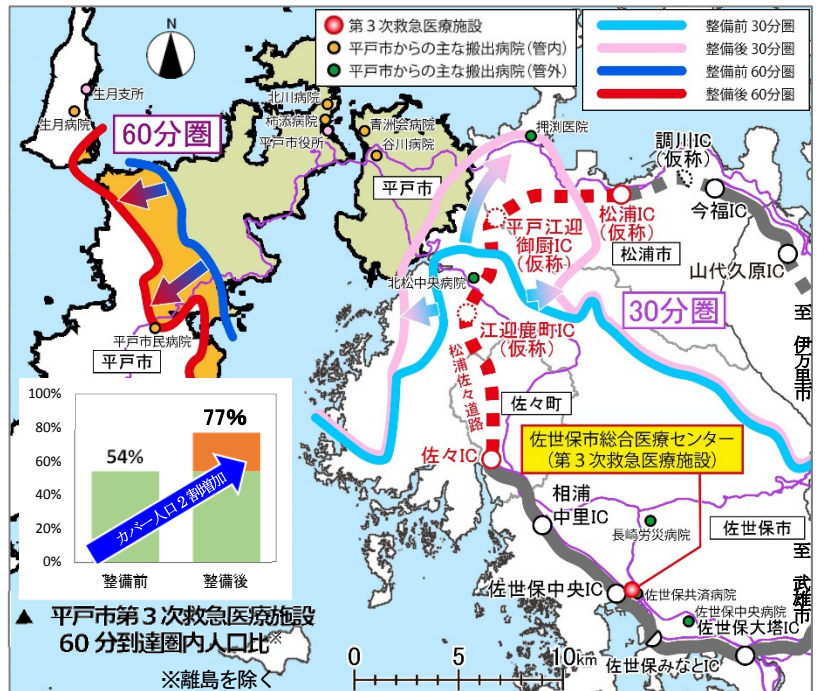 N
第３次救急医療施設
平戸市からの主な搬出病院(管内)
平戸市からの主な搬出病院(管外)
整備前 30分圏
整備後 30分圏
整備前 60分圏
整備後 60分圏
生月支所
生月病院
60分圏
北川病院
柿添病院
平戸市役所
青洲会病院
谷川病院
平戸市
押渕医院
調川IC
(仮称)
今福IC
松浦IC
(仮称)
松浦市
山代久原IC
平戸江迎
御厨IC
(仮称)
北松中央病院
30分圏
至 伊万里市
江迎鹿町IC
(仮称)
平戸市民病院
平戸市
松浦佐々道路
佐々町
佐々IC
佐世保市総合医療センター
(第３次救急医療施設)
相浦
中里IC
長崎労災病院
佐世保市
至 武雄市
佐世保中央IC
佐世保共済病院
佐世保中央病院
佐世保大塔IC
佐世保みなとIC
100%
80%
60%
40%
20%
0%
54%
77%
カバー人口２割増加
整備前
整備後
▲ 平戸市第３次救急医療施設
60分到達圏内人口比※
※離島を除く
0 5 10km